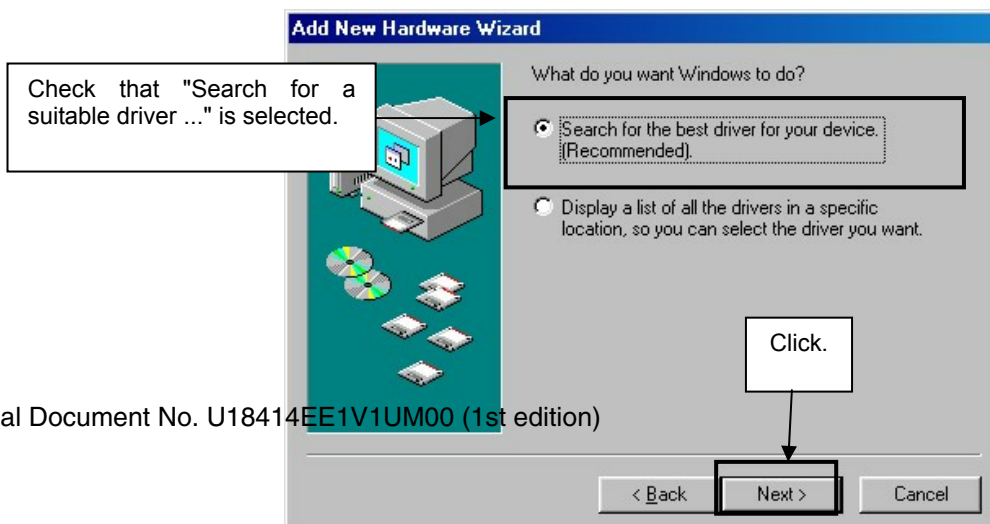 Add New Hardware Wizard
Check that "Search for a
suitable driver ..." is selected.
What do you want Windows to do?
Search for the best driver for your device.
(Recommended).
Display a list of all the drivers in a specific
location, so you can select the driver you want.
Click.
al Document No. U18414EE1V1UM00 (1st edition)
< Back
Next >
Cancel